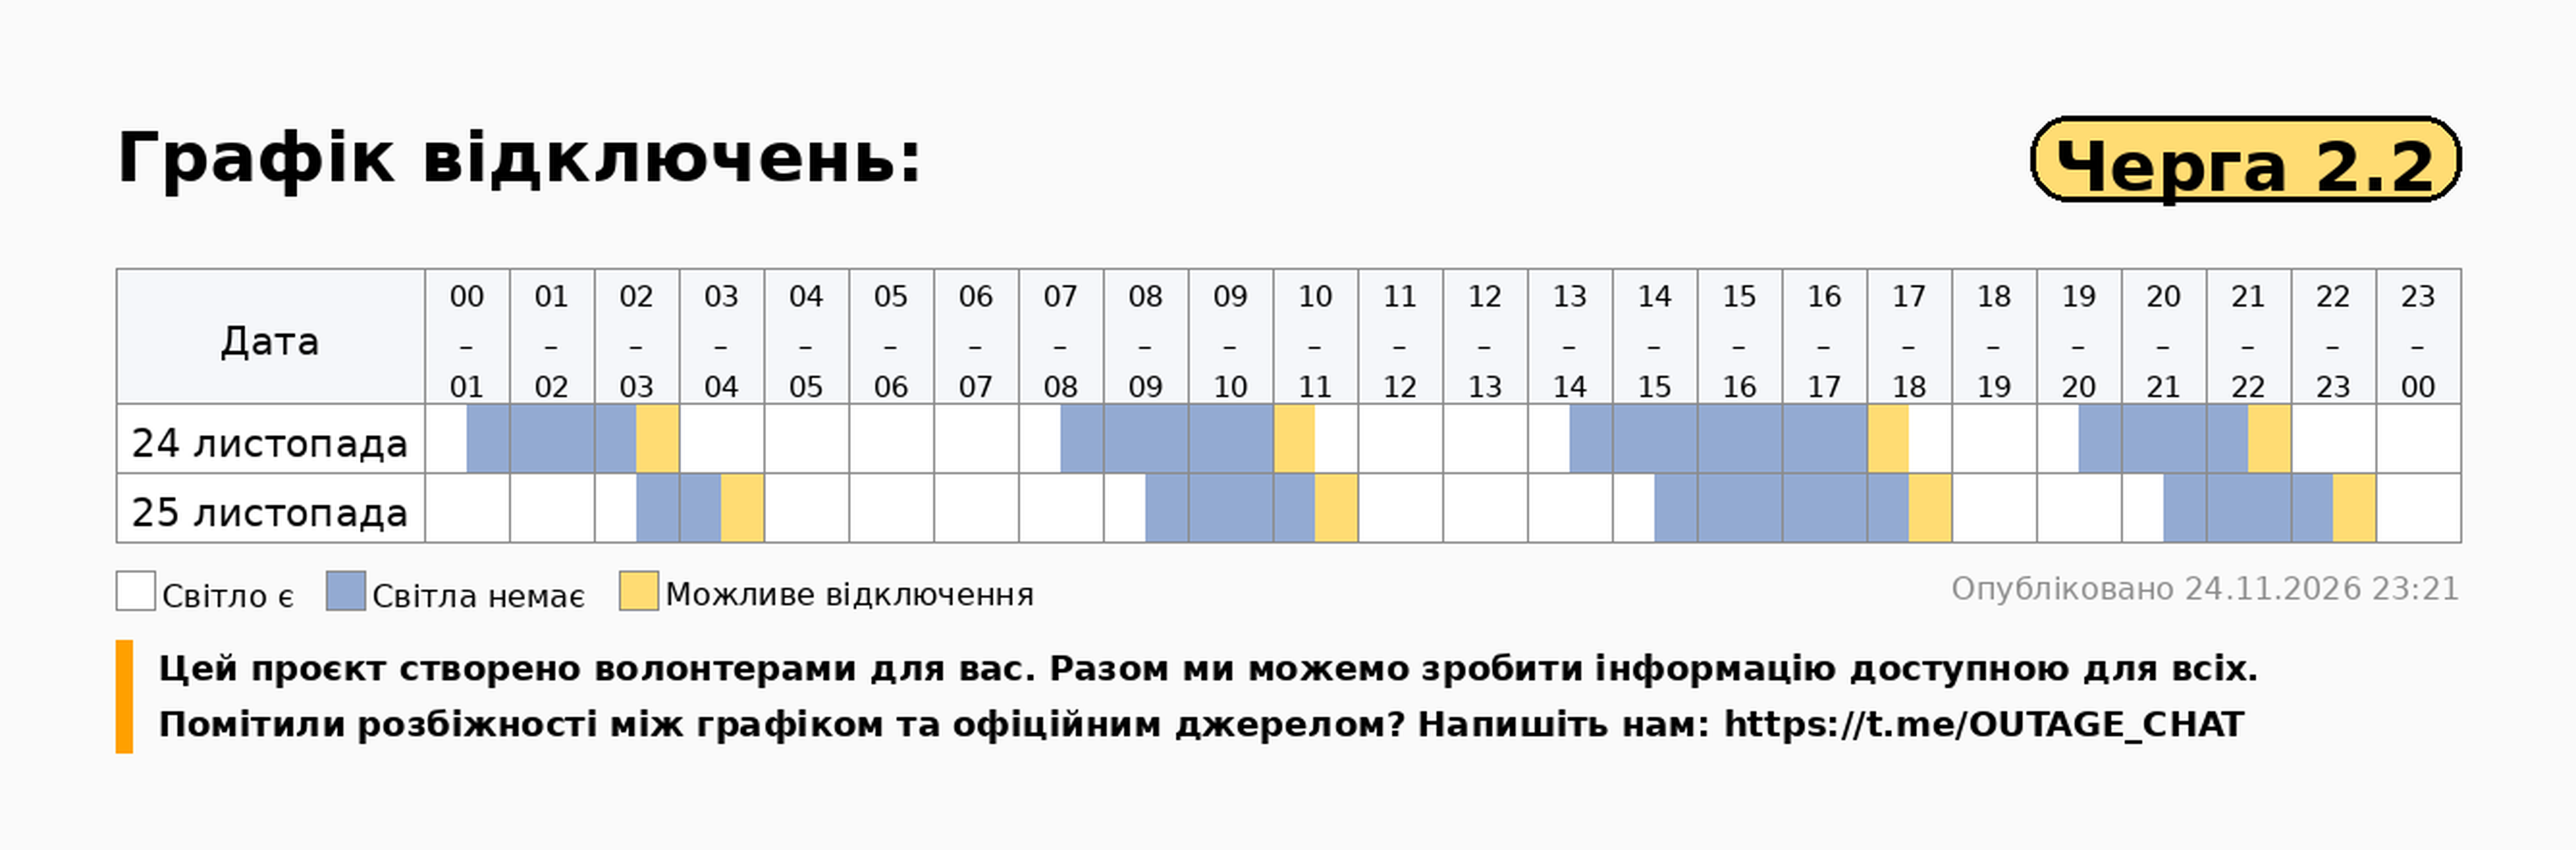 Графік відключень:
Черга 2.2
Дата 00 – 01 01 – 02 02 – 03 03 – 04 04 – 05 05 – 06 06 – 07 07 – 08 08 – 09 09 – 10 10 – 11 11 – 12 12 – 13 13 – 14 14 – 15 15 – 16 16 – 17 17 – 18 18 – 19 19 – 20 20 – 21 21 – 22 22 – 23 23 – 00
24 листопада
25 листопада
Світло є Світла немає Можливе відключення
Опубліковано 24.11.2026 23:21
Цей проєкт створено волонтерами для вас. Разом ми можемо зробити інформацію доступною для всіх.
Помітили розбіжності між графіком та офіційним джерелом? Напишіть нам: https://t.me/OUTAGE_CHAT